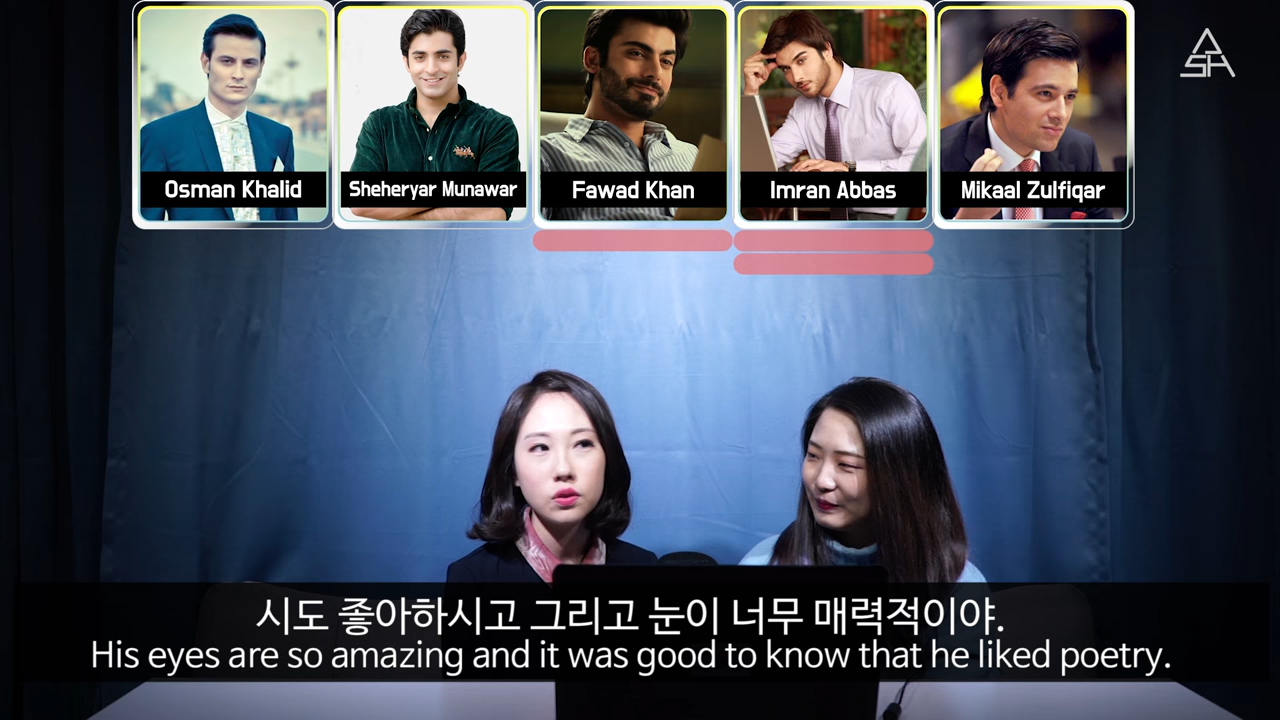 Osman Khalid
Sheheryar Munawar
Fawad Khan
Imran Abbas
Mikaal Zulfiqar
ASHA
시도 좋아하시고 그리고 눈이 너무 매력적이야.
His eyes are so amazing and it was good to know that he liked poetry.